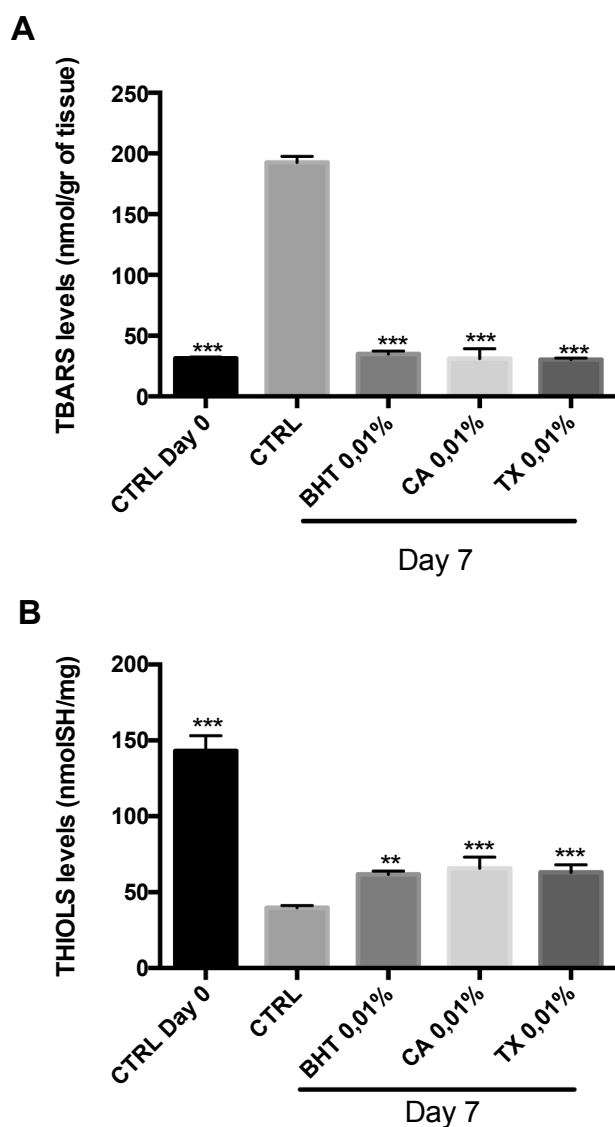 A
TBARS levels (nmol/gr of tissue)
250
200
150
100
50
0
***
***
***
***
CTRL Day 0
CTRL
BHT 0,01%
CA 0,01%
TX 0,01%
Day 7
B
THIOLS levels (nmolSH/mg)
200
150
100
50
0
***
**
***
***
CTRL Day 0
CTRL
BHT 0,01%
CA 0,01%
TX 0,01%
Day 7